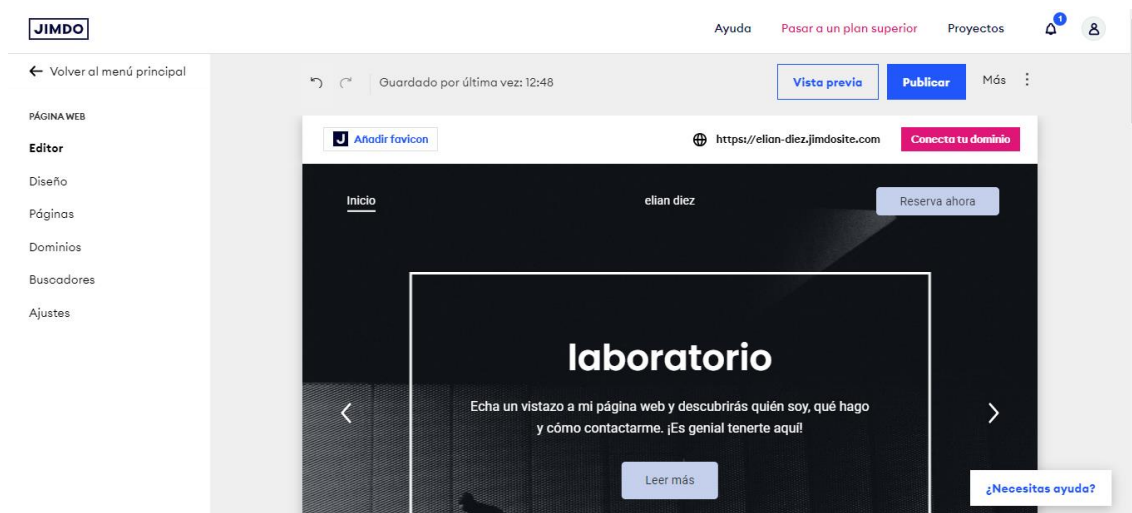 JIMDO
Ayuda Pasar a un plan superior Proyectos 1
Volver al menú principal
Guardado por última vez: 12:48 Vista previa Publicar Más
PÁGINA WEB
Editor
Diseño
Páginas
Dominios
Buscadores
Ajustes
J Añadir favicon https://elian-diez.jimdosite.com Conecta tu dominio
Inicio elian diez Reserva ahora
laboratorio
Echa un vistazo a mi página web y descubrirás quién soy, qué hago
y cómo contactarme. ¡Es genial tenerte aquí!
Leer más
¿Necesitas ayuda?